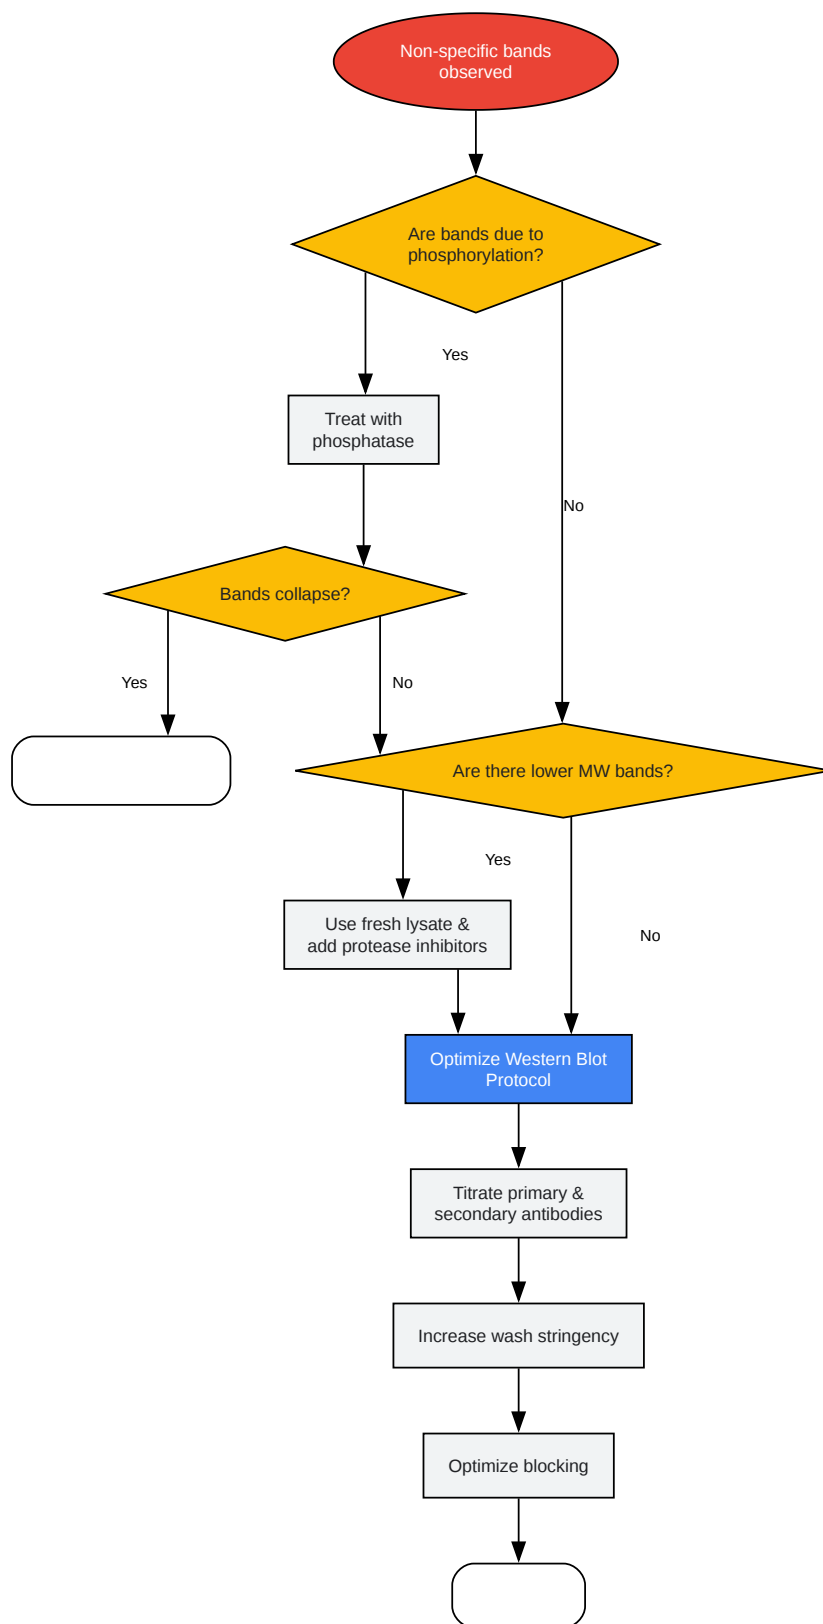 Non-specific bands
observed
Are bands due to
phosphorylation?
Yes
Treat with
phosphatase
No
Bands collapse?
Yes
No
Are there lower MW bands?
Yes
Use fresh lysate &
add protease inhibitors
No
Optimize Western Blot
Protocol
Titrate primary &
secondary antibodies
Increase wash stringency
Optimize blocking